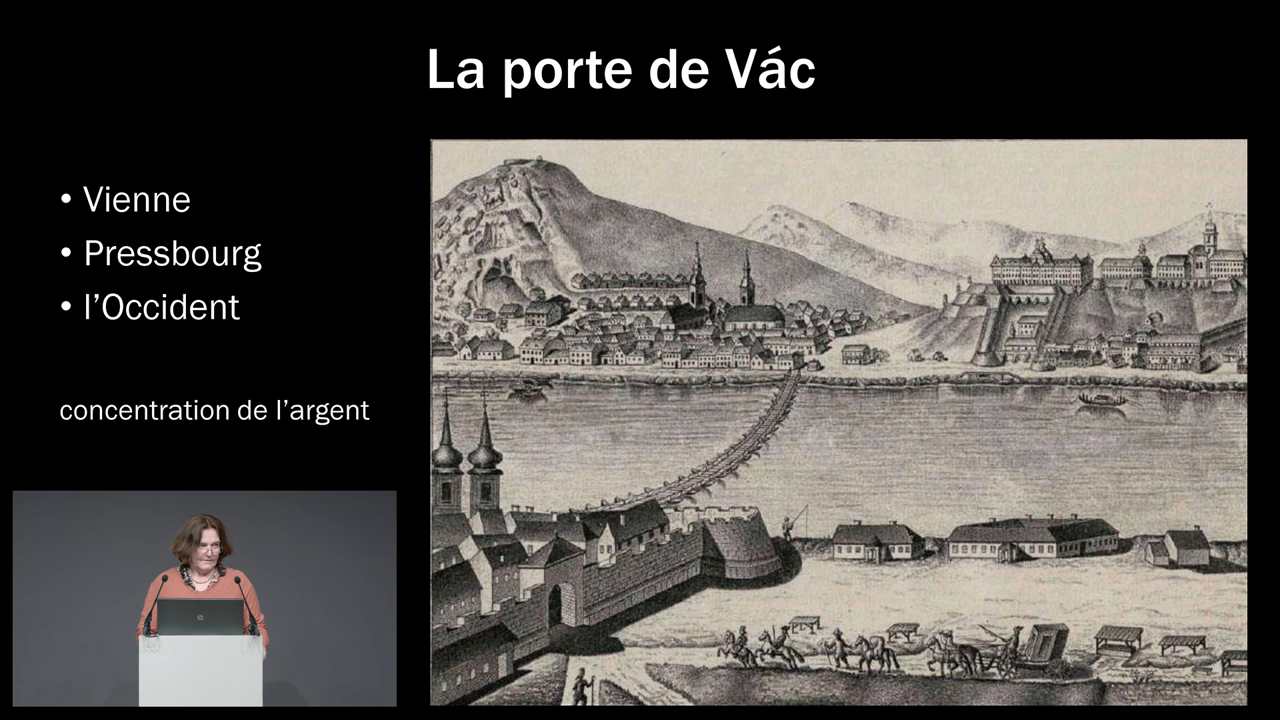 La porte de Vác
• Vienne
• Pressbourg
• l’Occident
concentration de l’argent